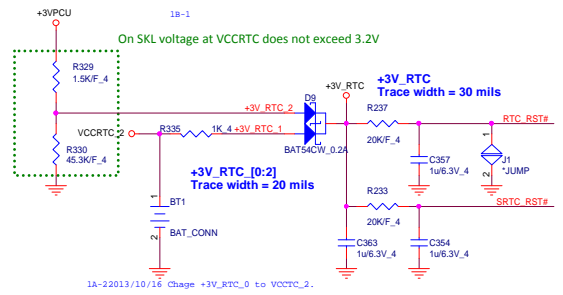 +3VPCU
1B-1
On SKL voltage at VCCRTC does not exceed 3.2V
R329
1.5K/F_4
+3V_RTC
+3V_RTC
Trace width = 30 mils
D9
R237
+3V_RTC_2
RTC_RST#
VCCRTC_2
R335
1K_4
+3V_RTC_1
20K/F_4
1
R330
45.3K/F_4
BAT54CW_0.2A
C357
1u/6.3V_4
J1
*JUMP
2
+3V_RTC_[0:2]
Trace width = 20 mils
R233
1
BT1
SRTC_RST#
20K/F_4
2
BAT_CONN
C363
1u/6.3V_4
C354
1u/6.3V_4
1A-22013/10/16 Chage +3V_RTC_0 to VCCTC_2.